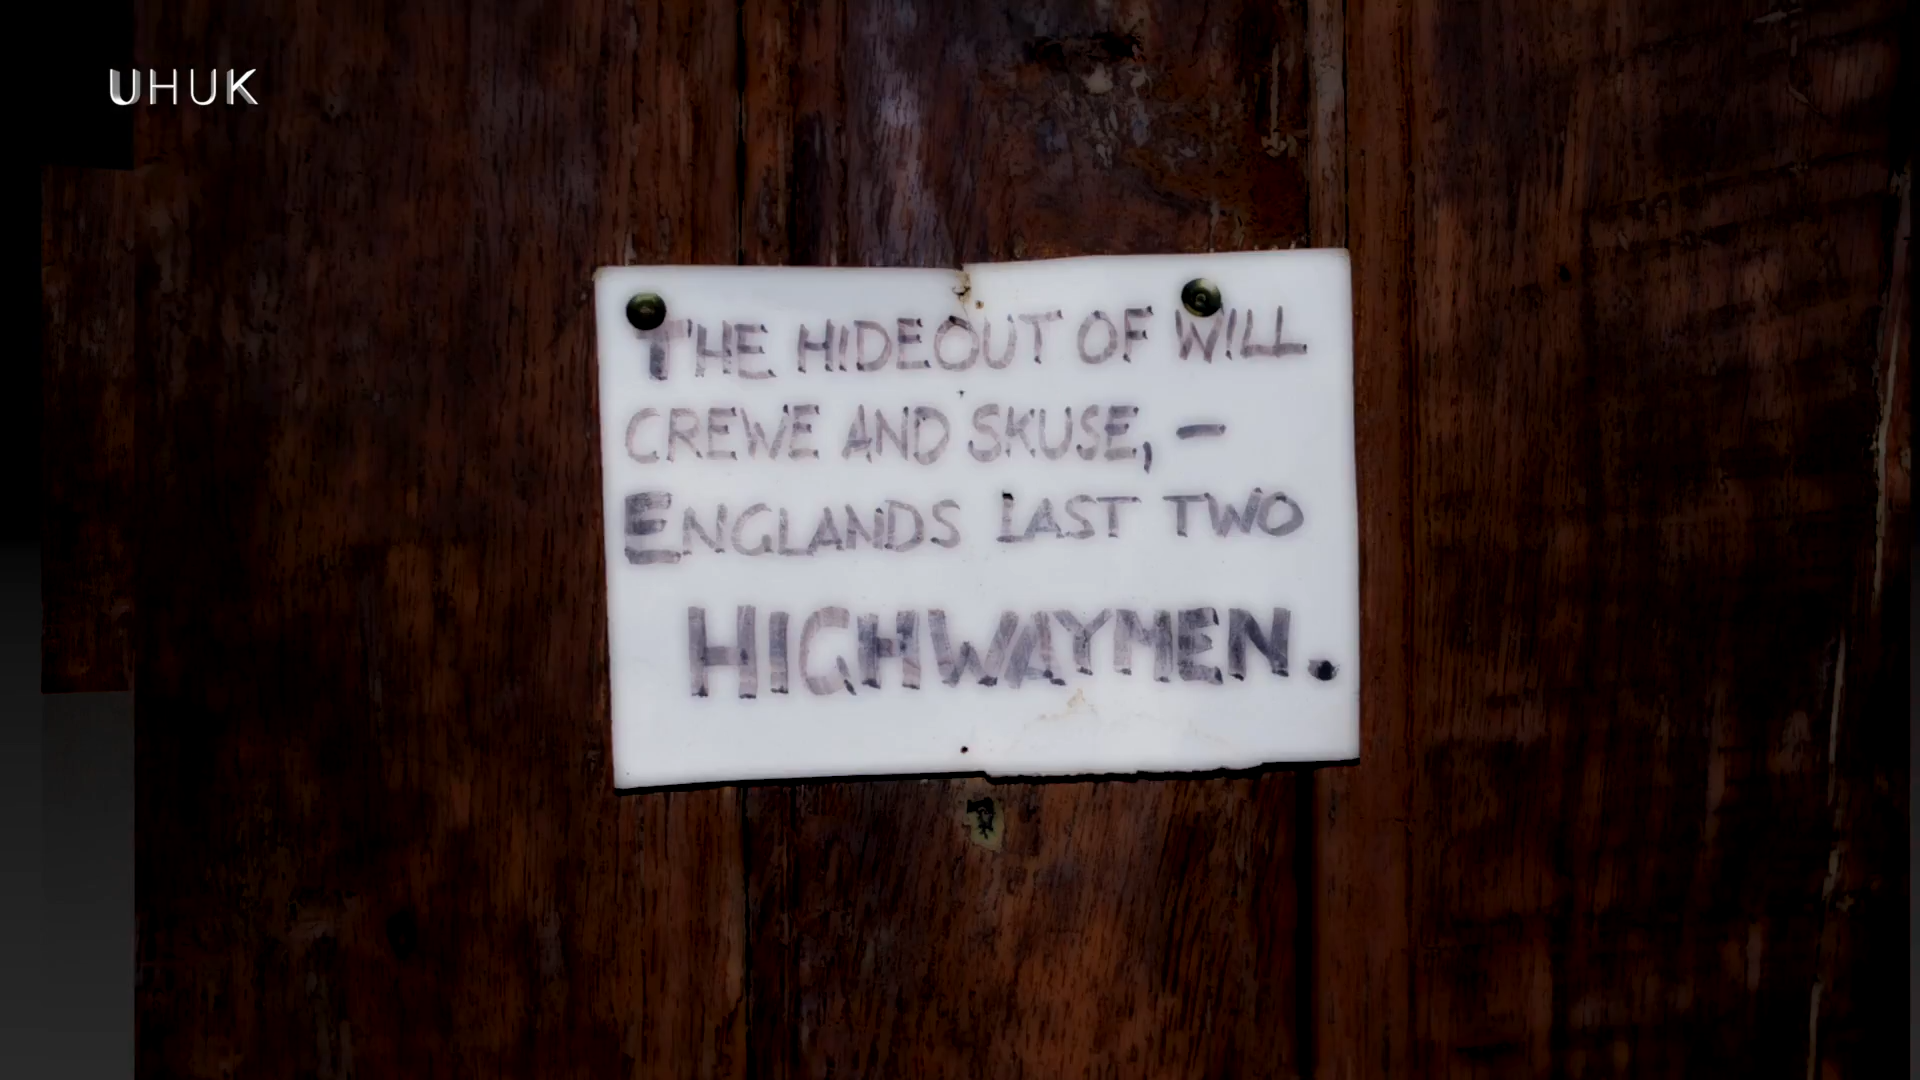 UHUK
THE HIDEOUT OF WILL
CREWE AND SKUSE, –
ENGLANDS LAST TWO
HIGHWAYMEN.